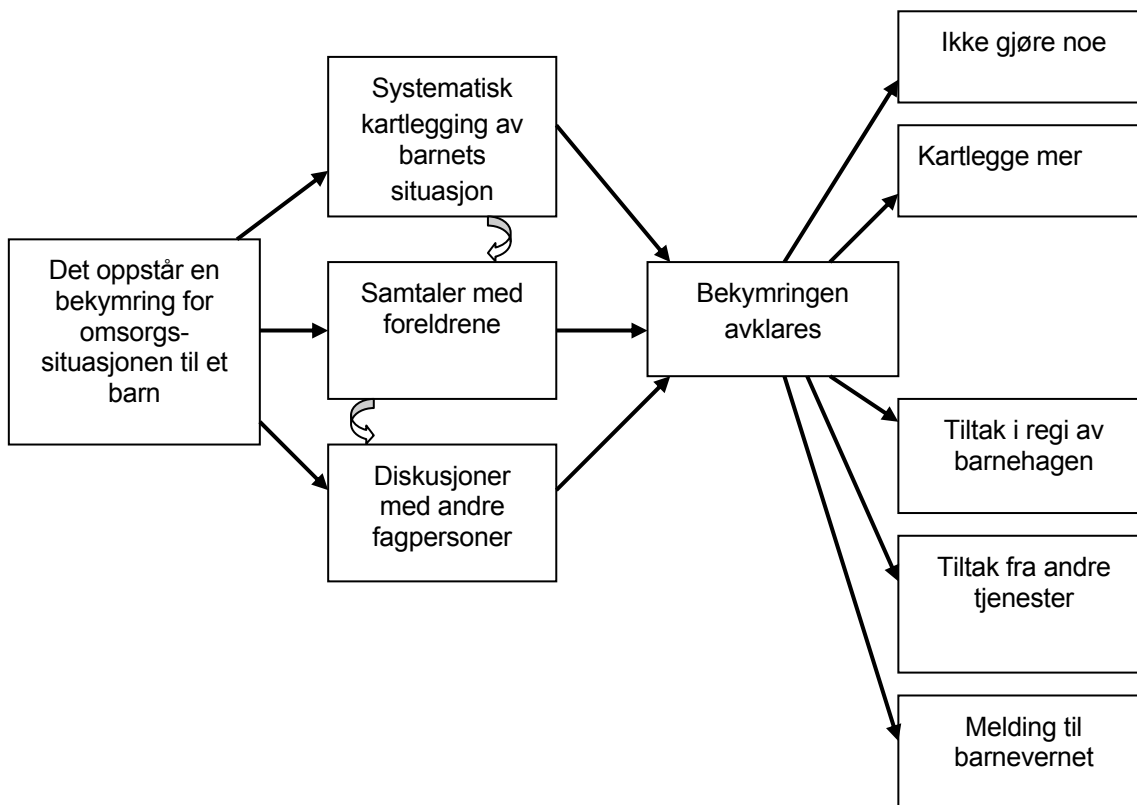 Det oppstår en
bekymring for
omsorgs-
situasjonen til et
barn
Systematisk
kartlegging av
barnets
situasjon
Samtaler med
foreldrene
Diskusjoner
med andre
fagpersoner
Bekymringen
avklares
Ikke gjøre noe
Kartlegge mer
Tiltak i regi av
barnehagen
Tiltak fra andre
tjenester
Melding til
barnevernet